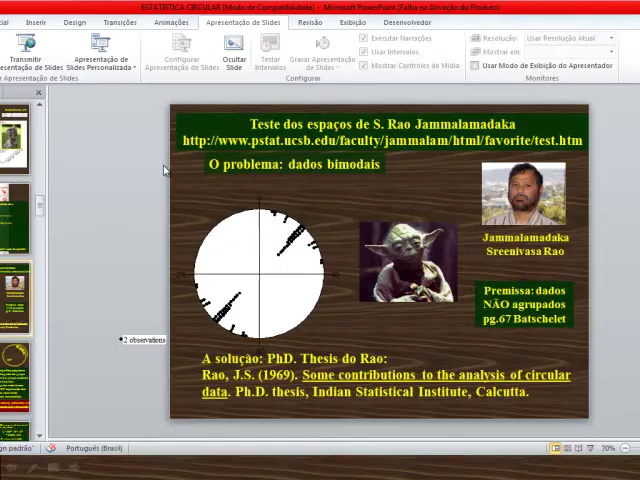 ESTATISTICA CIRCULAR [Modo de Compatibilidade] - Microsoft PowerPoint (Falha na Ativação do Produto)
Inserir Design Transições Animações Apresentação de Slides Revisão Exibição Desenvolvedor
Transmitir
Apresentação de
Slides Personalizada
Configurar
Apresentação de Slides
Ocultar
Slide
Testar
Intervalos
Gravar Apresentação
de Slides
Executar Narrações
Usar Intervalos
Mostrar Controles de Mídia
Resolução: Usar Resolução Atual
Mostrar em:
Usar Modo de Exibição do Apresentador
Apresentação de Slides
Configurar
Monitores
Teste dos espaços de S. Rao Jammalamadaka
http://www.pstat.ucsb.edu/faculty/jammalam/html/favorite/test.htm
O problema: dados bimodais
Jammalamadaka
Sreenivasa Rao
Premissa: dados
NÃO agrupados
pg.67 Batschelet
2 observations
A solução: PhD. Thesis do Rao:
Rao, J.S. (1969). Some contributions to the analysis of circular
data. Ph.D. thesis, Indian Statistical Institute, Calcutta.
Português (Brasil)
70%